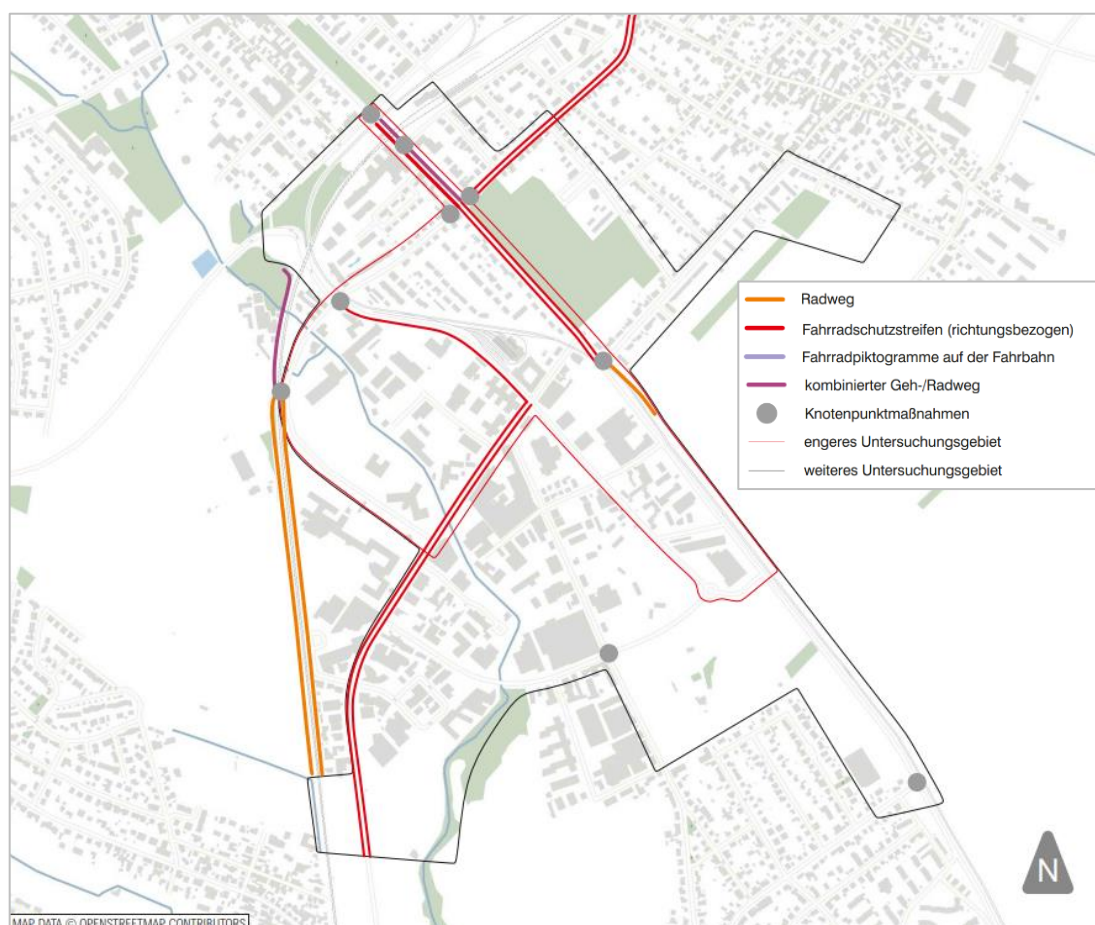 Radweg
Fahrradschutzstreifen (richtungsbezogen)
Fahrradpiktogramme auf der Fahrbahn
kombinierter Geh-/Radweg
Knotenpunktmaßnahmen
engeres Untersuchungsgebiet
weiteres Untersuchungsgebiet
N
MAP DATA © OPENSTREETMAP CONTRIBUTORS